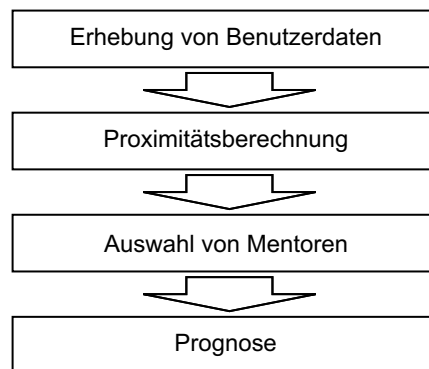 Erhebung von Benutzerdaten
Proximitätsberechnung
Auswahl von Mentoren
Prognose